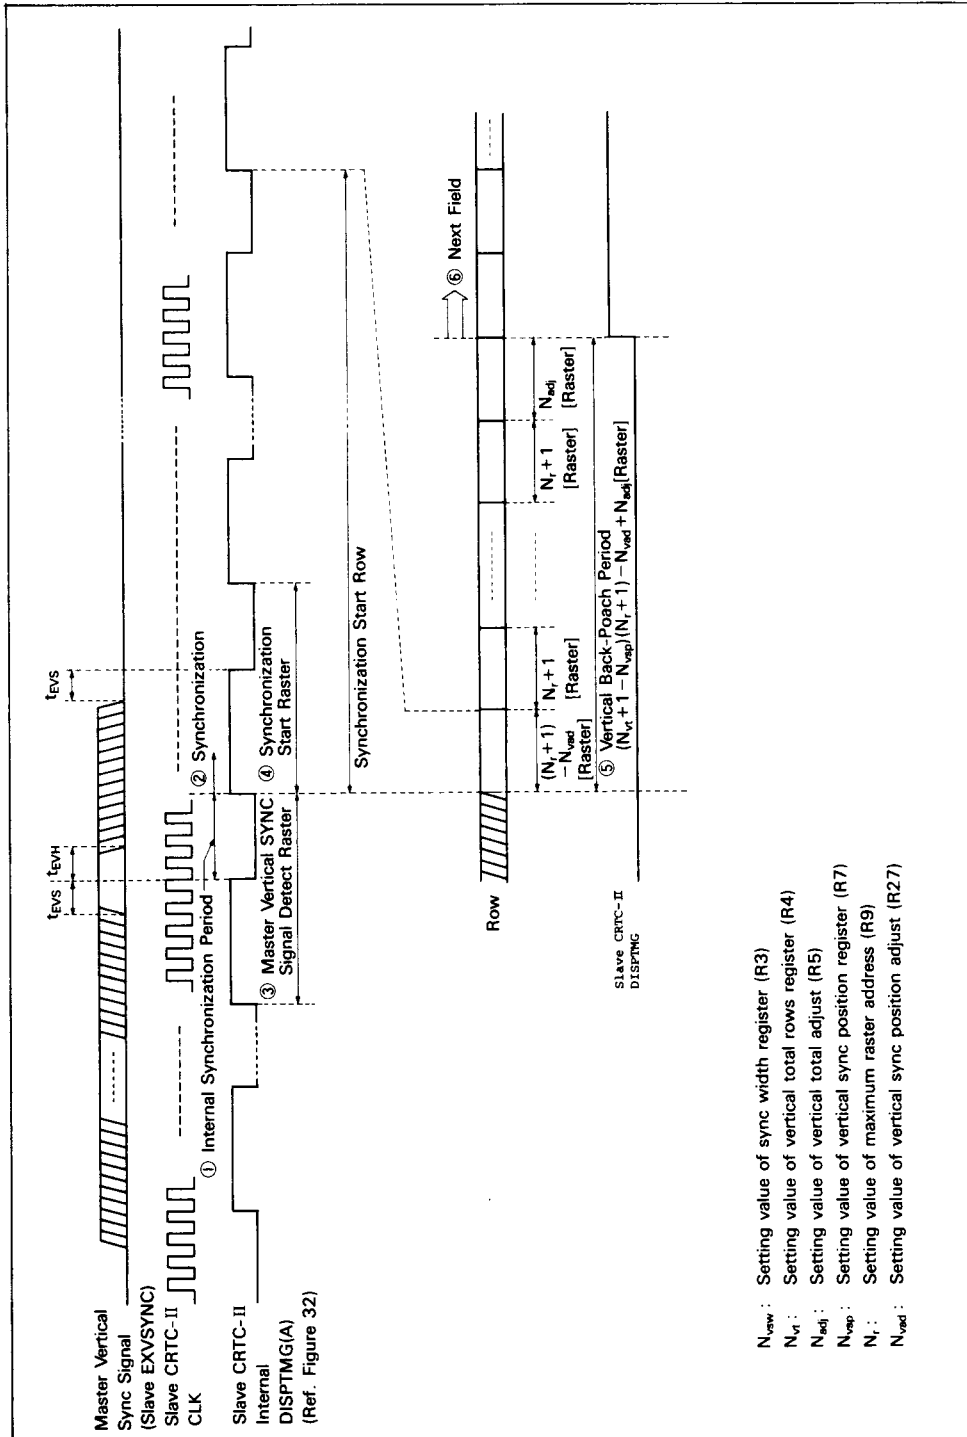 Master Vertical
Sync Signal
(Slave EXVSYNC)
Slave CRTC-II
CLK
Slave CRTC-II
Internal
DISPTMG(A)
(Ref. Figure 32)
tEVS
tEVH
tEVS
① Internal Synchronization Period
② Synchronization
③ Master Vertical SYNC
Signal Detect Raster
④ Synchronization
Start Raster
Synchronization Start Row
⑥ Next Field
Row
(Nr+1)
−Nvad
[Raster]
Nr+1
[Raster]
Nr+1
[Raster]
Nadj
[Raster]
⑤ Vertical Back-Poach Period
(Nvt+1−Nvsp)(Nr+1)−Nvad+Nadj[Raster]
Slave CRTC-II
DISPTMG
Nvsw : Setting value of sync width register (R3)
Nvt : Setting value of vertical total rows register (R4)
Nadj : Setting value of vertical total adjust (R5)
Nvsp : Setting value of vertical sync position register (R7)
Nr : Setting value of maximum raster address (R9)
Nvad : Setting value of vertical sync position adjust (R27)